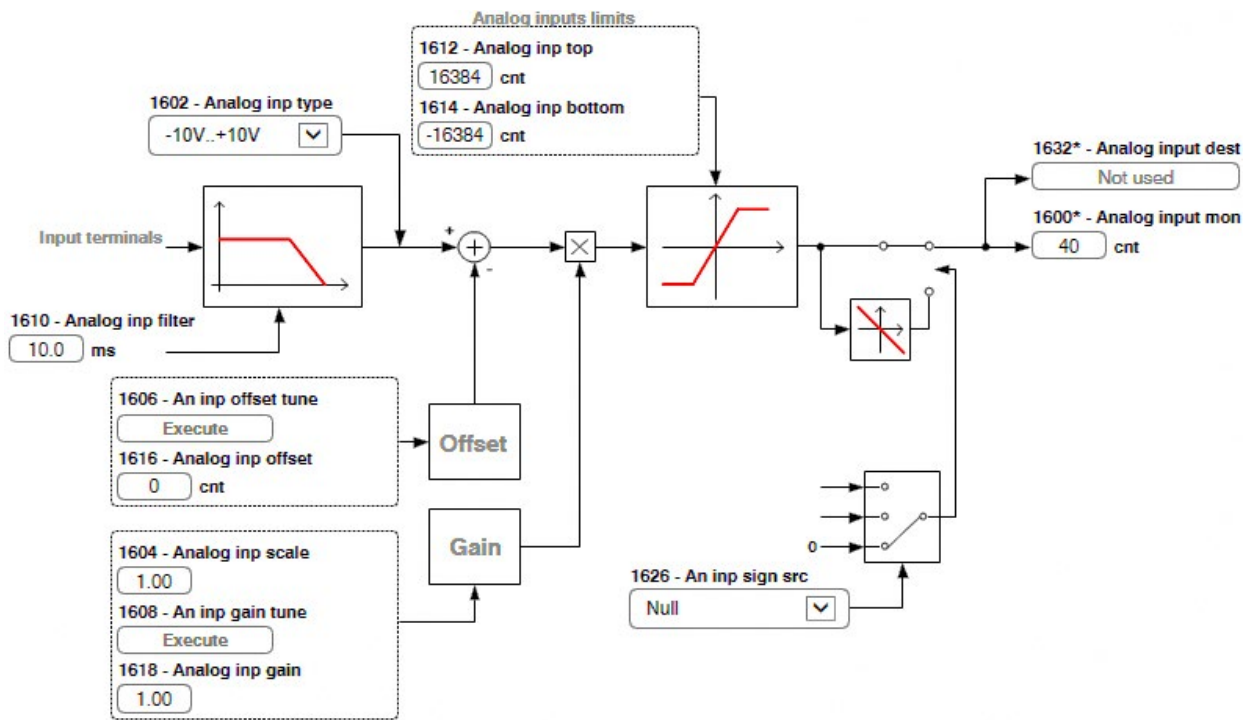 Analog inputs limits
1612 - Analog inp top
16384 cnt
1614 - Analog inp bottom
-16384 cnt
1602 - Analog inp type
-10V..+10V
1632* - Analog input dest
Not used
1600* - Analog input mon
40 cnt
Input terminals
+
-
1610 - Analog inp filter
10.0 ms
1606 - An inp offset tune
Execute
1616 - Analog inp offset
0 cnt
Offset
1604 - Analog inp scale
1.00
1608 - An inp gain tune
Execute
1618 - Analog inp gain
1.00
Gain
0
1626 - An inp sign src
Null